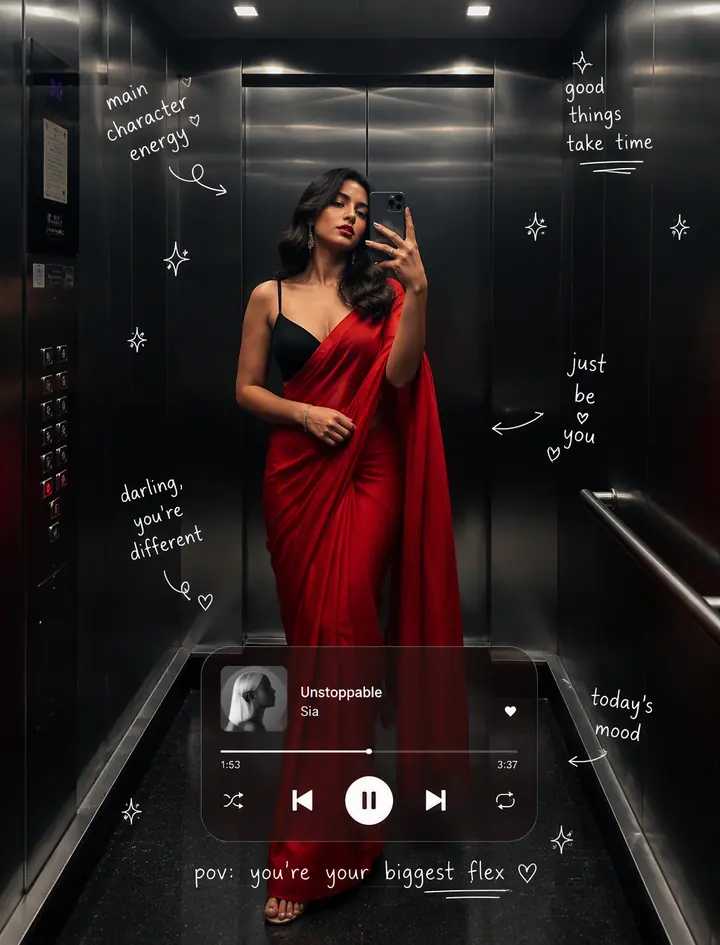 main
character
energy
good
things
take time
just
be
you
darling,
you're
different
Unstoppable
Sia
1:53
3:37
today's
mood
pov: you're your biggest flex